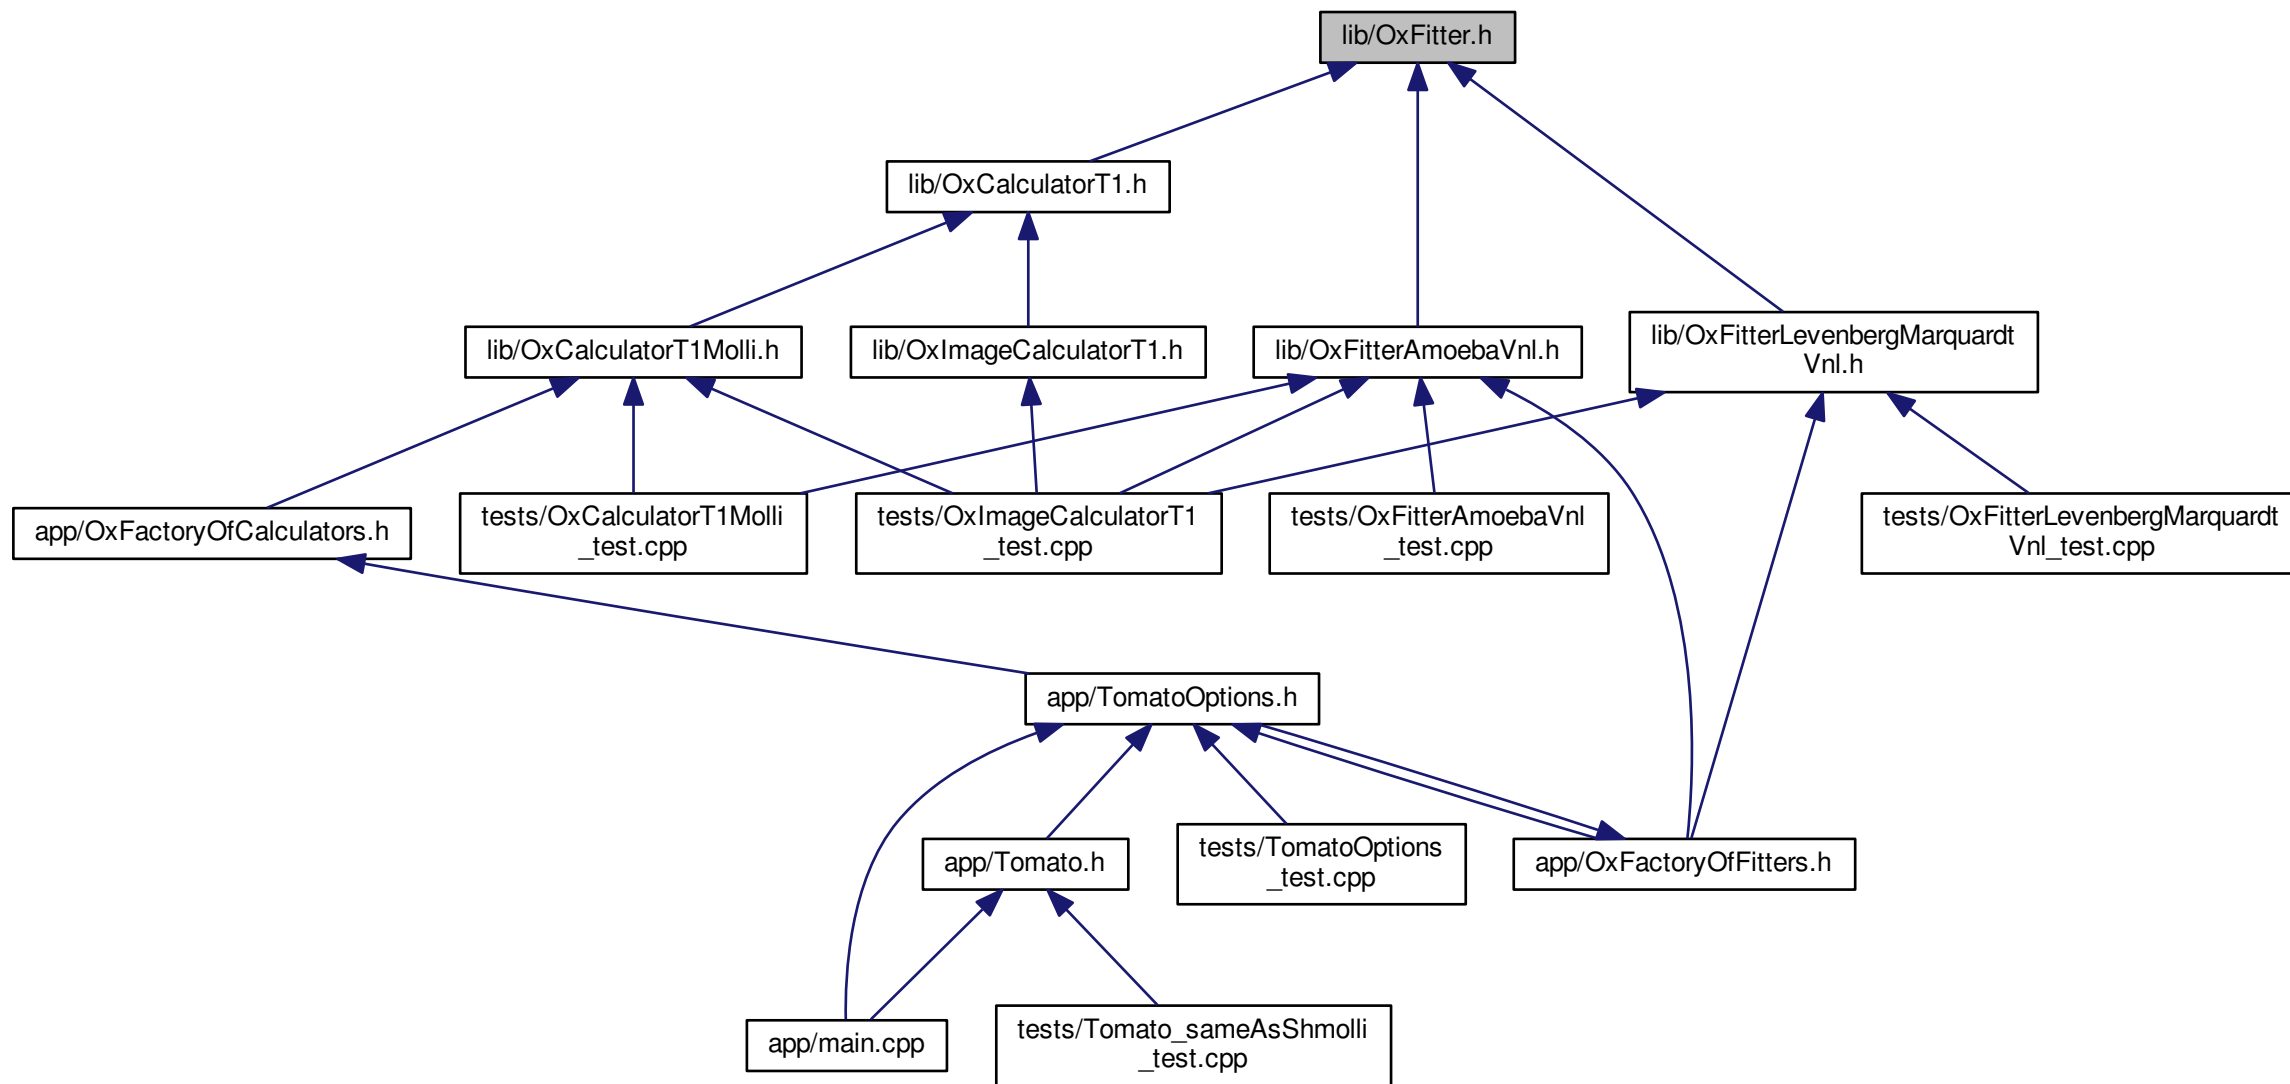 lib/OxFitter.h
lib/OxCalculatorT1.h
lib/OxCalculatorT1Molli.h
lib/OxImageCalculatorT1.h
lib/OxFitterAmoebaVnl.h
lib/OxFitterLevenbergMarquardt
Vnl.h
app/OxFactoryOfCalculators.h
tests/OxCalculatorT1Molli
_test.cpp
tests/OxImageCalculatorT1
_test.cpp
tests/OxFitterAmoebaVnl
_test.cpp
tests/OxFitterLevenbergMarquardt
Vnl_test.cpp
app/TomatoOptions.h
app/Tomato.h
tests/TomatoOptions
_test.cpp
app/OxFactoryOfFitters.h
app/main.cpp
tests/Tomato_sameAsShmolli
_test.cpp